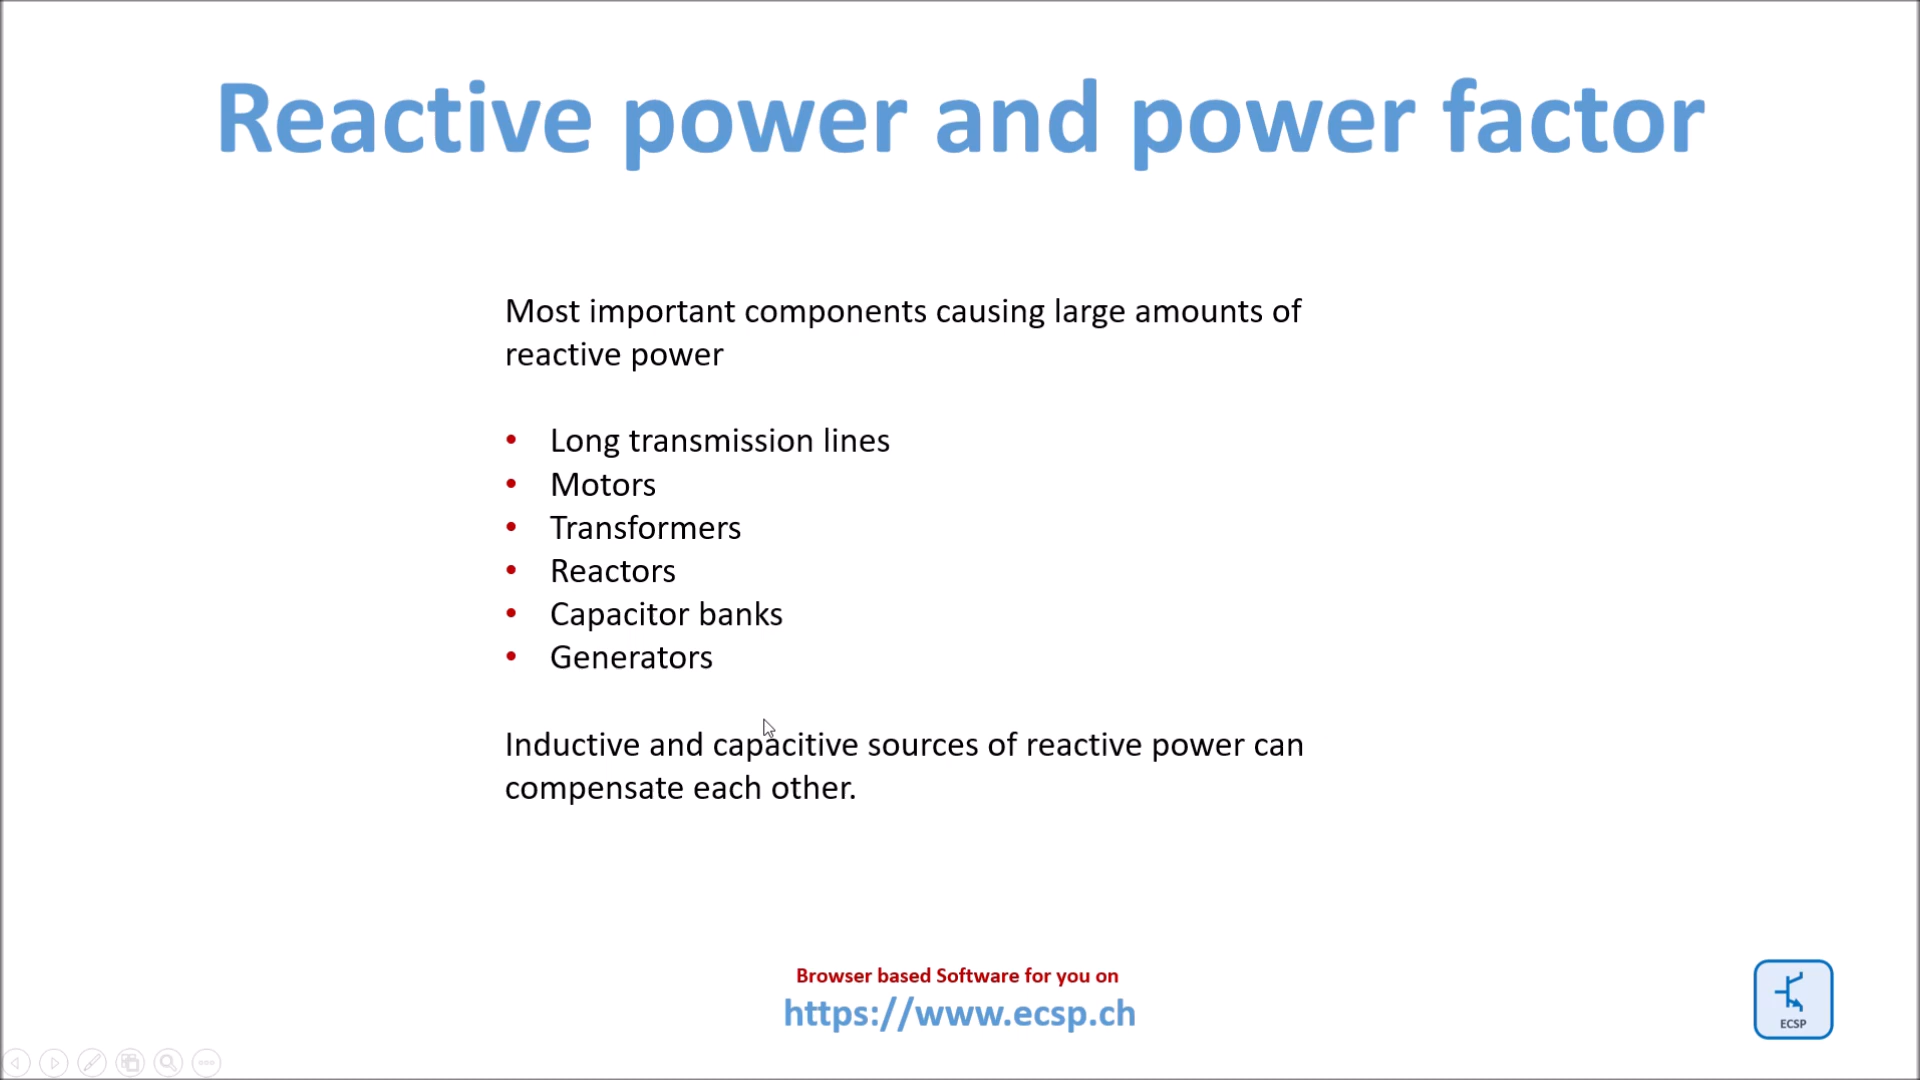 Reactive power and power factor
Most important components causing large amounts of
reactive power
• Long transmission lines
• Motors
• Transformers
• Reactors
• Capacitor banks
• Generators
Inductive and capacitive sources of reactive power can
compensate each other.
Browser based Software for you on
https://www.ecsp.ch
ECSP